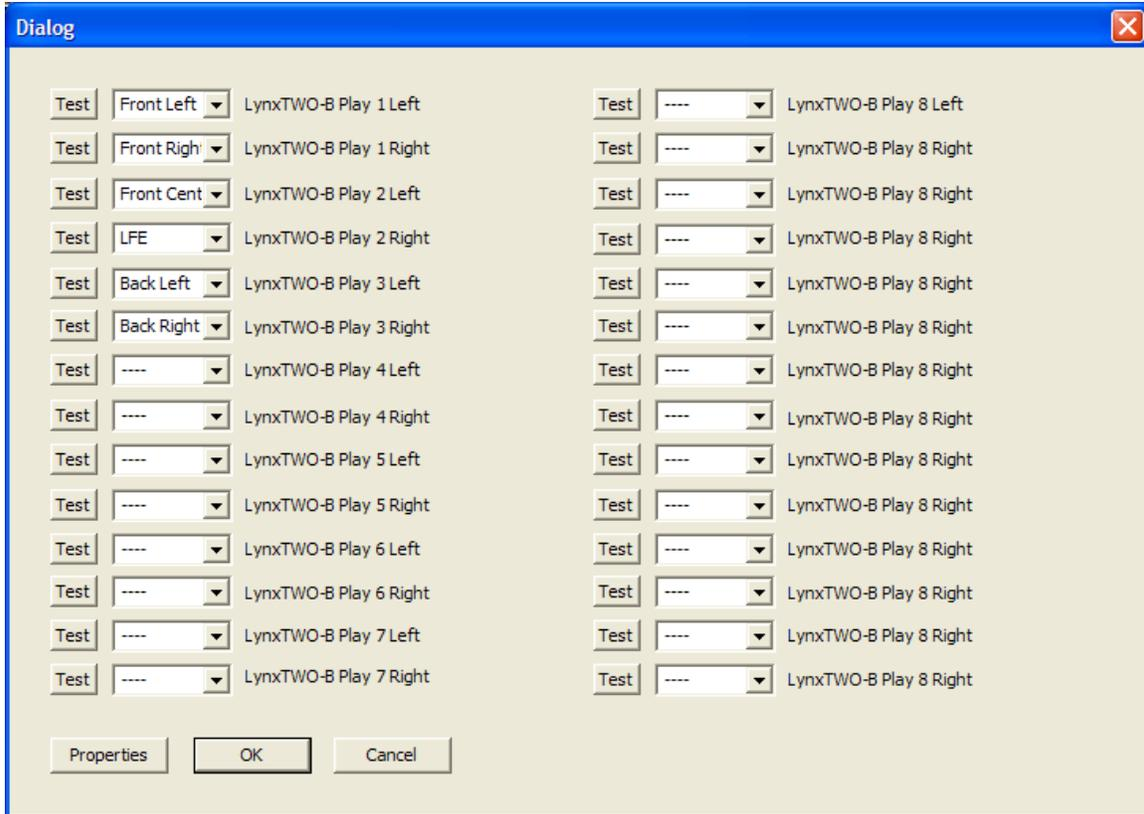 Dialog
Test Front Left LynxTWO-B Play 1 Left
Test Front Righ LynxTWO-B Play 1 Right
Test Front Cent LynxTWO-B Play 2 Left
Test LFE LynxTWO-B Play 2 Right
Test Back Left LynxTWO-B Play 3 Left
Test Back Right LynxTWO-B Play 3 Right
Test ---- LynxTWO-B Play 4 Left
Test ---- LynxTWO-B Play 4 Right
Test ---- LynxTWO-B Play 5 Left
Test ---- LynxTWO-B Play 5 Right
Test ---- LynxTWO-B Play 6 Left
Test ---- LynxTWO-B Play 6 Right
Test ---- LynxTWO-B Play 7 Left
Test ---- LynxTWO-B Play 7 Right
Test ---- LynxTWO-B Play 8 Left
Test ---- LynxTWO-B Play 8 Right
Test ---- LynxTWO-B Play 8 Right
Test ---- LynxTWO-B Play 8 Right
Test ---- LynxTWO-B Play 8 Right
Test ---- LynxTWO-B Play 8 Right
Test ---- LynxTWO-B Play 8 Right
Test ---- LynxTWO-B Play 8 Right
Test ---- LynxTWO-B Play 8 Right
Test ---- LynxTWO-B Play 8 Right
Test ---- LynxTWO-B Play 8 Right
Test ---- LynxTWO-B Play 8 Right
Test ---- LynxTWO-B Play 8 Right
Test ---- LynxTWO-B Play 8 Right
Properties OK Cancel